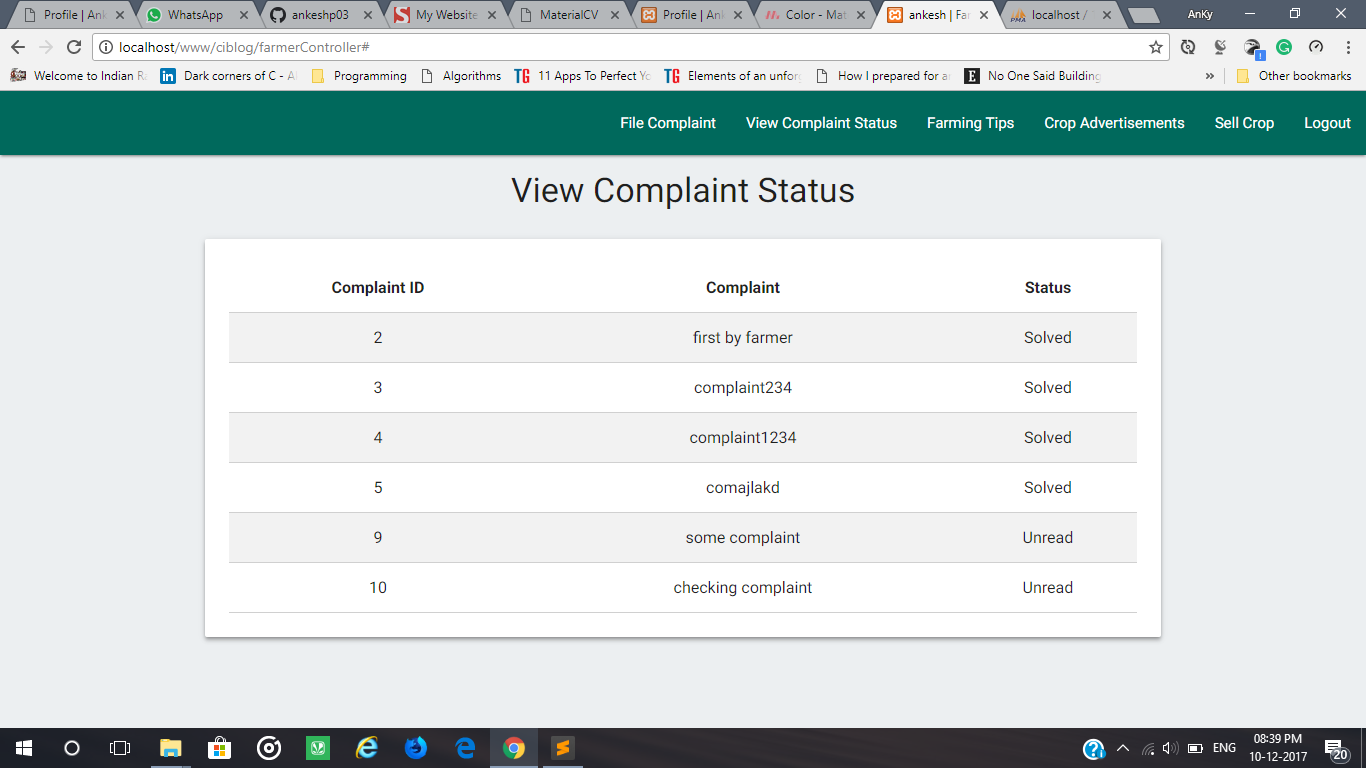 Profile | Ank WhatsApp ankeshp03 My Website MaterialCV Profile | Ank Color - Mat ankesh | Far localhost / AnKy
localhost/www/ciblog/farmerController#
Welcome to Indian Ra Dark corners of C - A Programming Algorithms 11 Apps To Perfect Yo Elements of an unforg How I prepared for a No One Said Building » Other bookmarks
File Complaint View Complaint Status Farming Tips Crop Advertisements Sell Crop Logout
View Complaint Status
Complaint ID Complaint Status
2 first by farmer Solved
3 complaint234 Solved
4 complaint1234 Solved
5 comajlakd Solved
9 some complaint Unread
10 checking complaint Unread
ENG 08:39 PM
10-12-2017 20